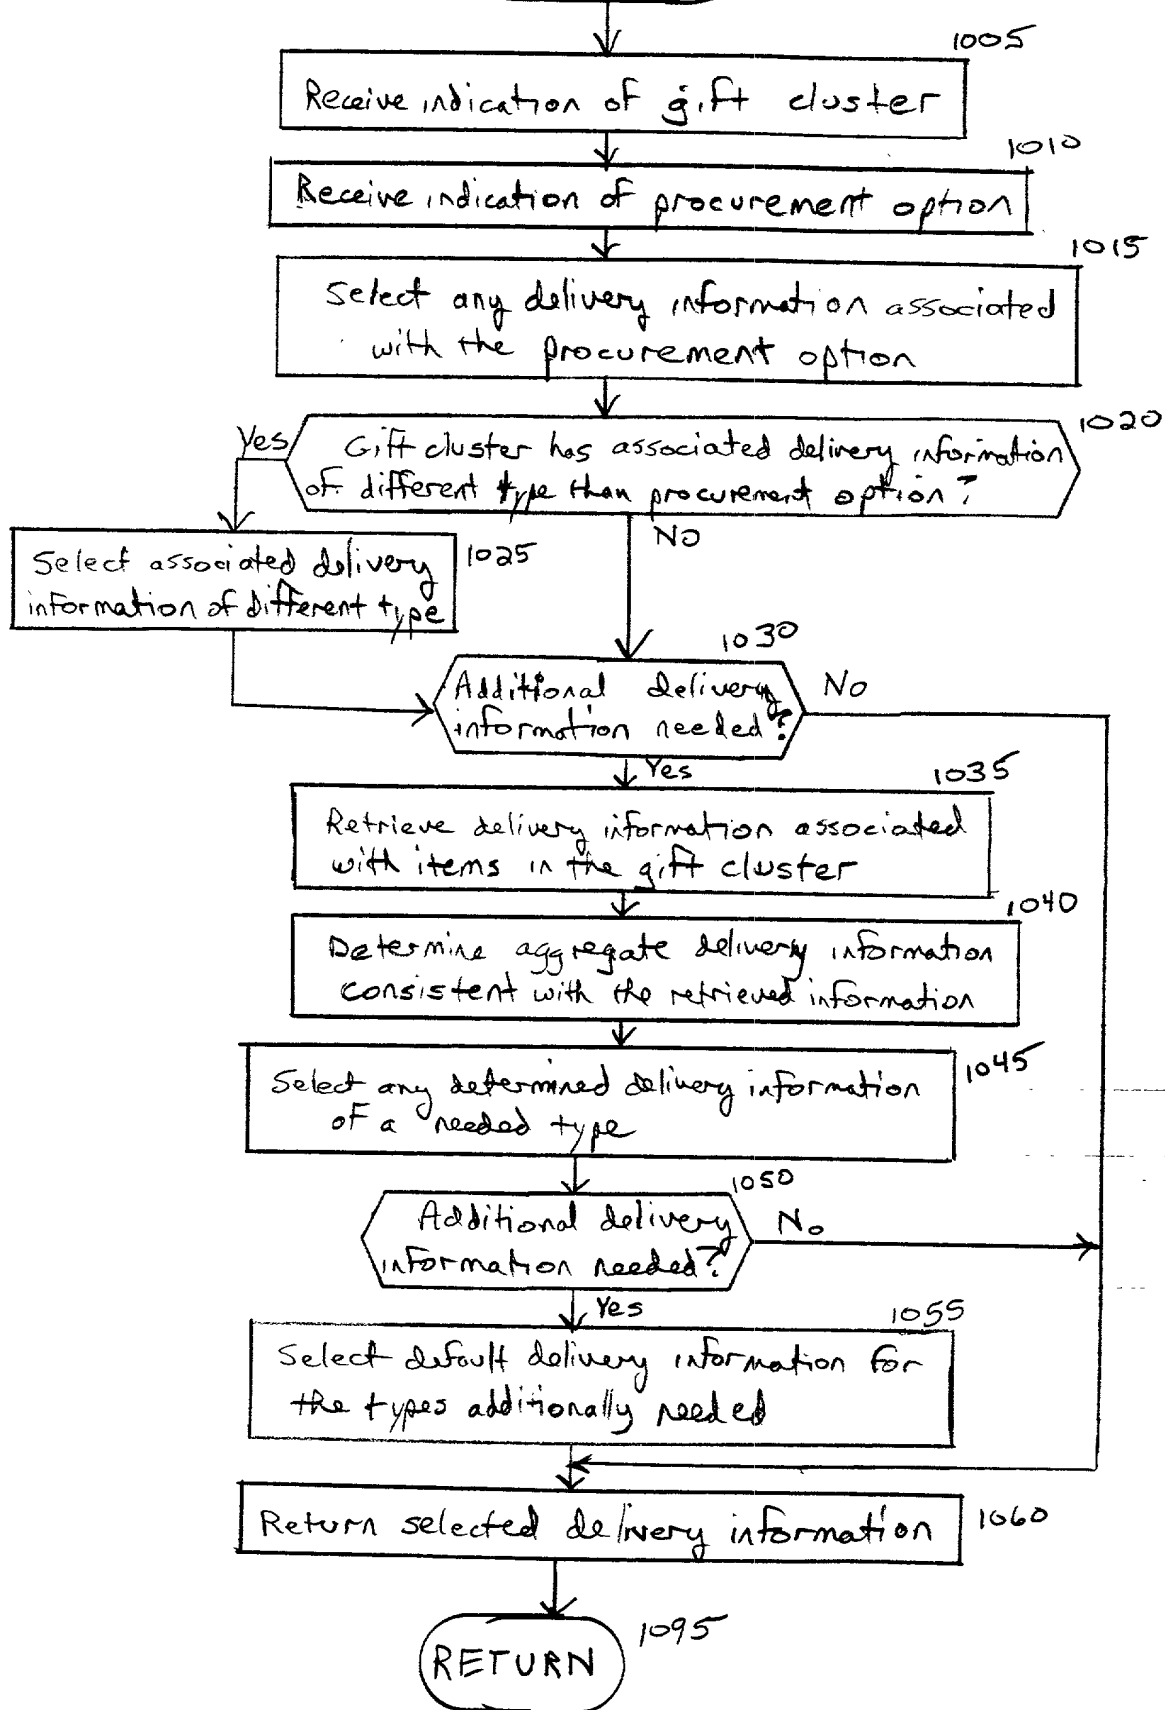 1005
Receive indication of gift cluster
1010
Receive indication of procurement option
1015
Select any delivery information associated
with the procurement option
1020
Gift cluster has associated delivery information
of different type than procurement option?
Yes
No
1025
Select associated delivery
information of different type
1030
Additional delivery
information needed?
No
Yes
1035
Retrieve delivery information associated
with items in the gift cluster
1040
Determine aggregate delivery information
consistent with the retrieved information
1045
Select any determined delivery information
of a needed type
1050
Additional delivery
information needed?
No
Yes
1055
Select default delivery information for
the types additionally needed
Return selected delivery information
1060
1095
RETURN